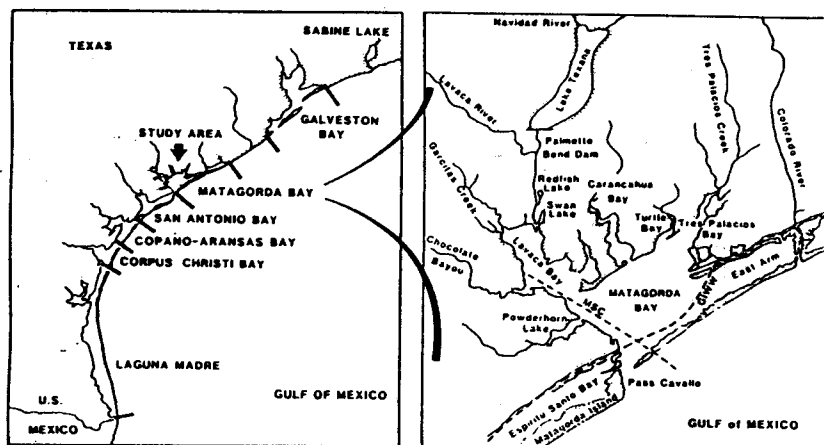 TEXAS
SABINE LAKE
GALVESTON
BAY
STUDY AREA
MATAGORDA BAY
SAN ANTONIO BAY
COPANO-ARANSAS BAY
CORPUS CHRISTI BAY
LAGUNA MADRE
U.S.
MEXICO
GULF OF MEXICO
Navidad River
Lake Texana
Lavaca River
Tres Palacios Creek
Colorado River
Palmetto
Bend Dam
Garcitas Creek
Redfish
Lake
Swan
Lake
Carancahua
Bay
Turtle
Bay
Tres Palacios
Bay
Chocolate
Bayou
Lavaca Bay
East Arm
GIWW
MATAGORDA
BAY
MSC
Powderhorn
Lake
Pass Cavallo
Espiritu Santo Bay
Matagorda Island
GULF of MEXICO